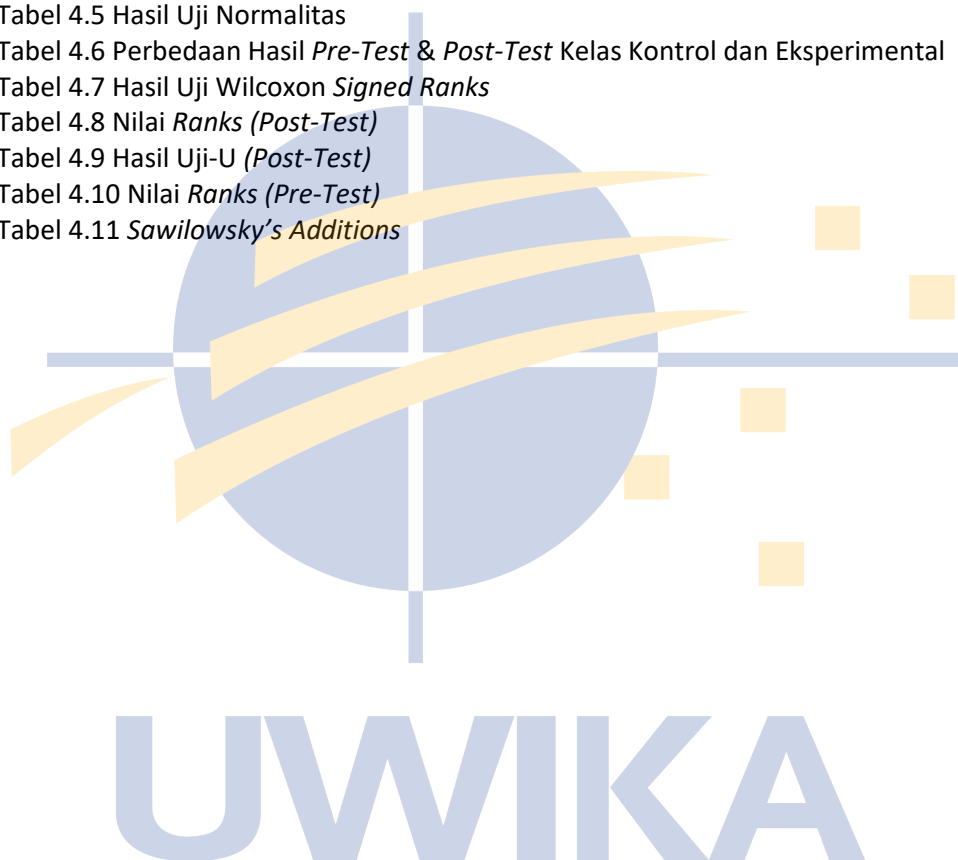 Tabel 4.5 Hasil Uji Normalitas
Tabel 4.6 Perbedaan Hasil Pre-Test & Post-Test Kelas Kontrol dan Eksperimental
Tabel 4.7 Hasil Uji Wilcoxon Signed Ranks
Tabel 4.8 Nilai Ranks (Post-Test)
Tabel 4.9 Hasil Uji-U (Post-Test)
Tabel 4.10 Nilai Ranks (Pre-Test)
Tabel 4.11 Sawilowsky’s Additions
UWIKA